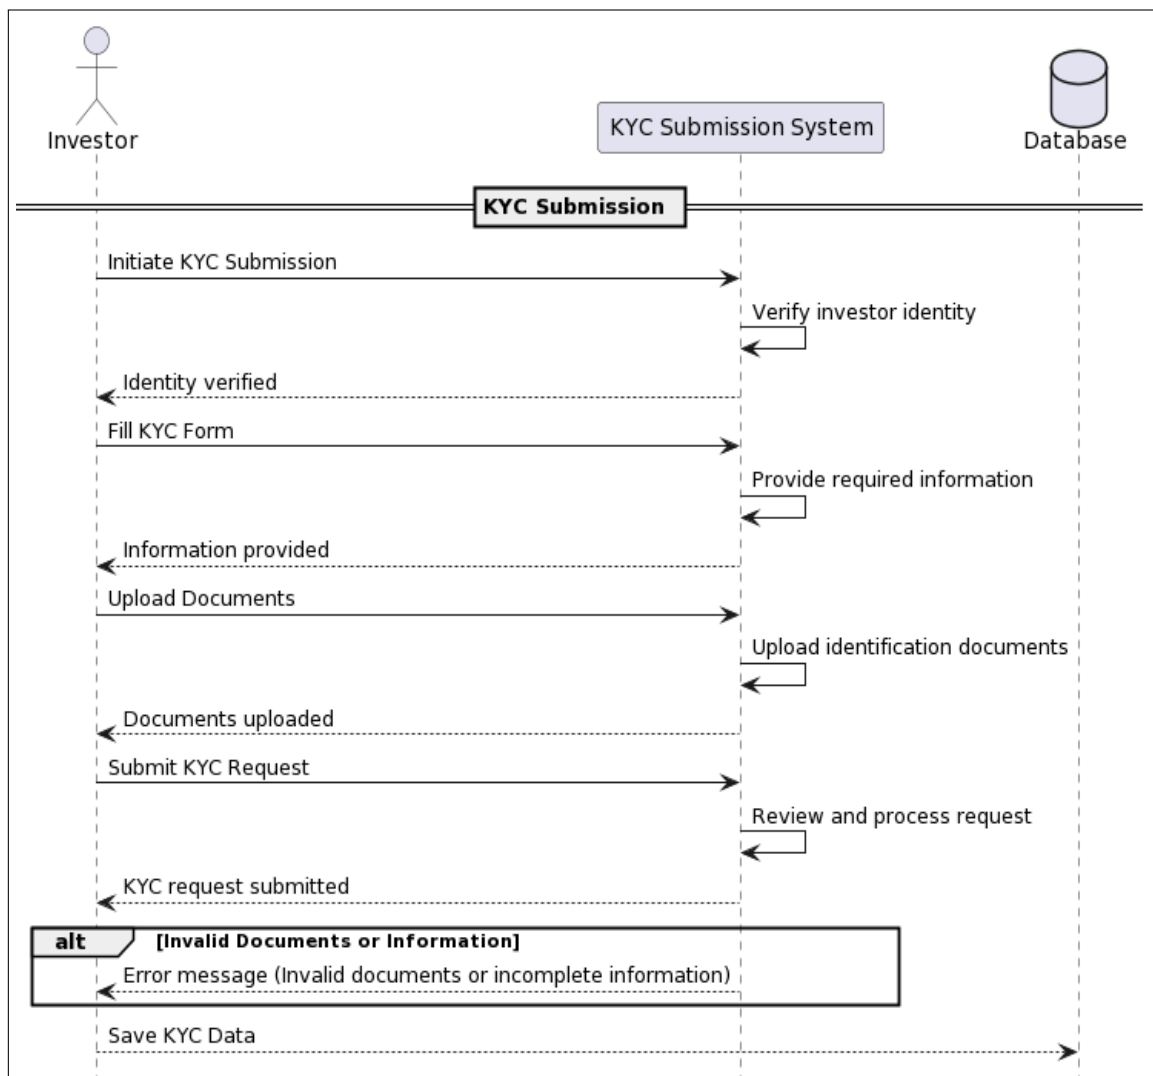 Investor
KYC Submission System
Database
KYC Submission
Initiate KYC Submission
Verify investor identity
Identity verified
Fill KYC Form
Provide required information
Information provided
Upload Documents
Upload identification documents
Documents uploaded
Submit KYC Request
Review and process request
KYC request submitted
alt [Invalid Documents or Information]
Error message (Invalid documents or incomplete information)
Save KYC Data